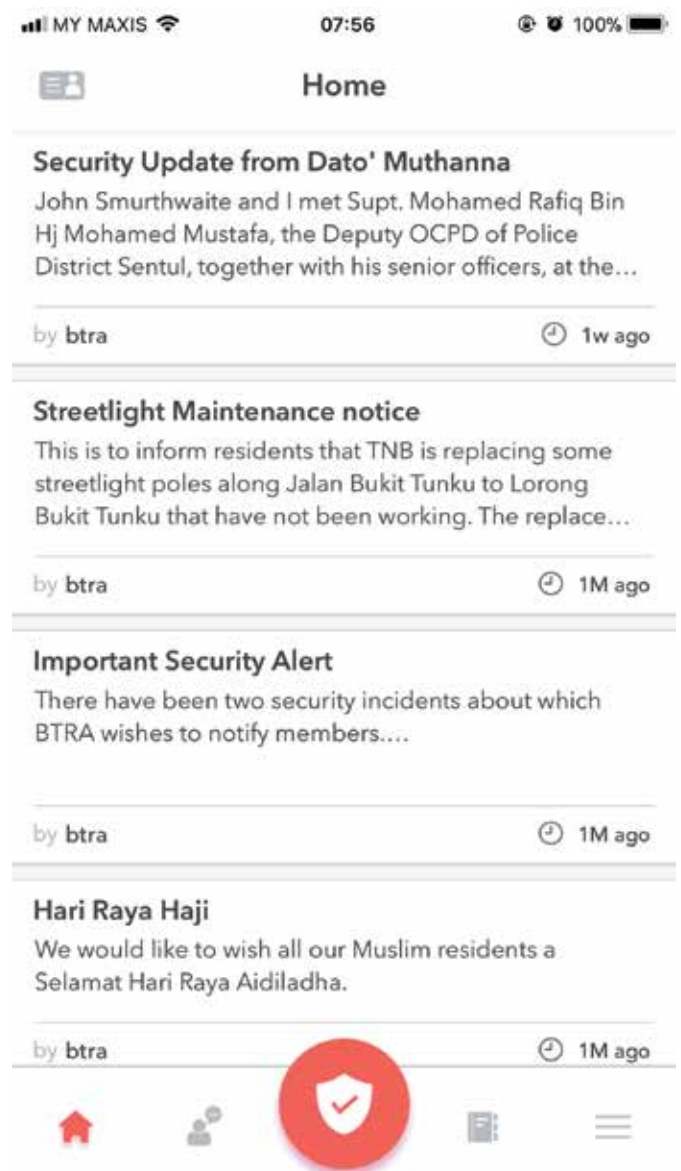 MY MAXIS 07:56 100%
Home
Security Update from Dato' Muthanna
John Smurthwaite and I met Supt. Mohamed Rafiq Bin
Hj Mohamed Mustafa, the Deputy OCPD of Police
District Sentul, together with his senior officers, at the...
by btra 1w ago
Streetlight Maintenance notice
This is to inform residents that TNB is replacing some
streetlight poles along Jalan Bukit Tunku to Lorong
Bukit Tunku that have not been working. The replace...
by btra 1M ago
Important Security Alert
There have been two security incidents about which
BTRA wishes to notify members....
by btra 1M ago
Hari Raya Haji
We would like to wish all our Muslim residents a
Selamat Hari Raya Aidiladha.
by btra 1M ago